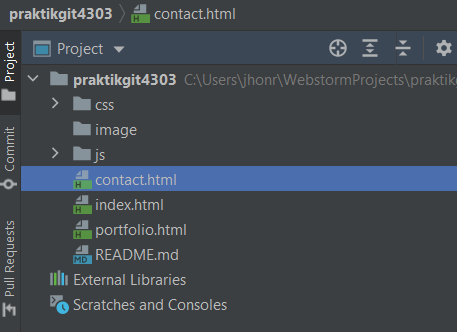 praktikgit4303 contact.html
Project
praktikgit4303 C:\Users\jhonr\WebstormProjects\praktik
css
image
js
contact.html
index.html
portfolio.html
README.md
External Libraries
Scratches and Consoles
Project
Commit
Pull Requests